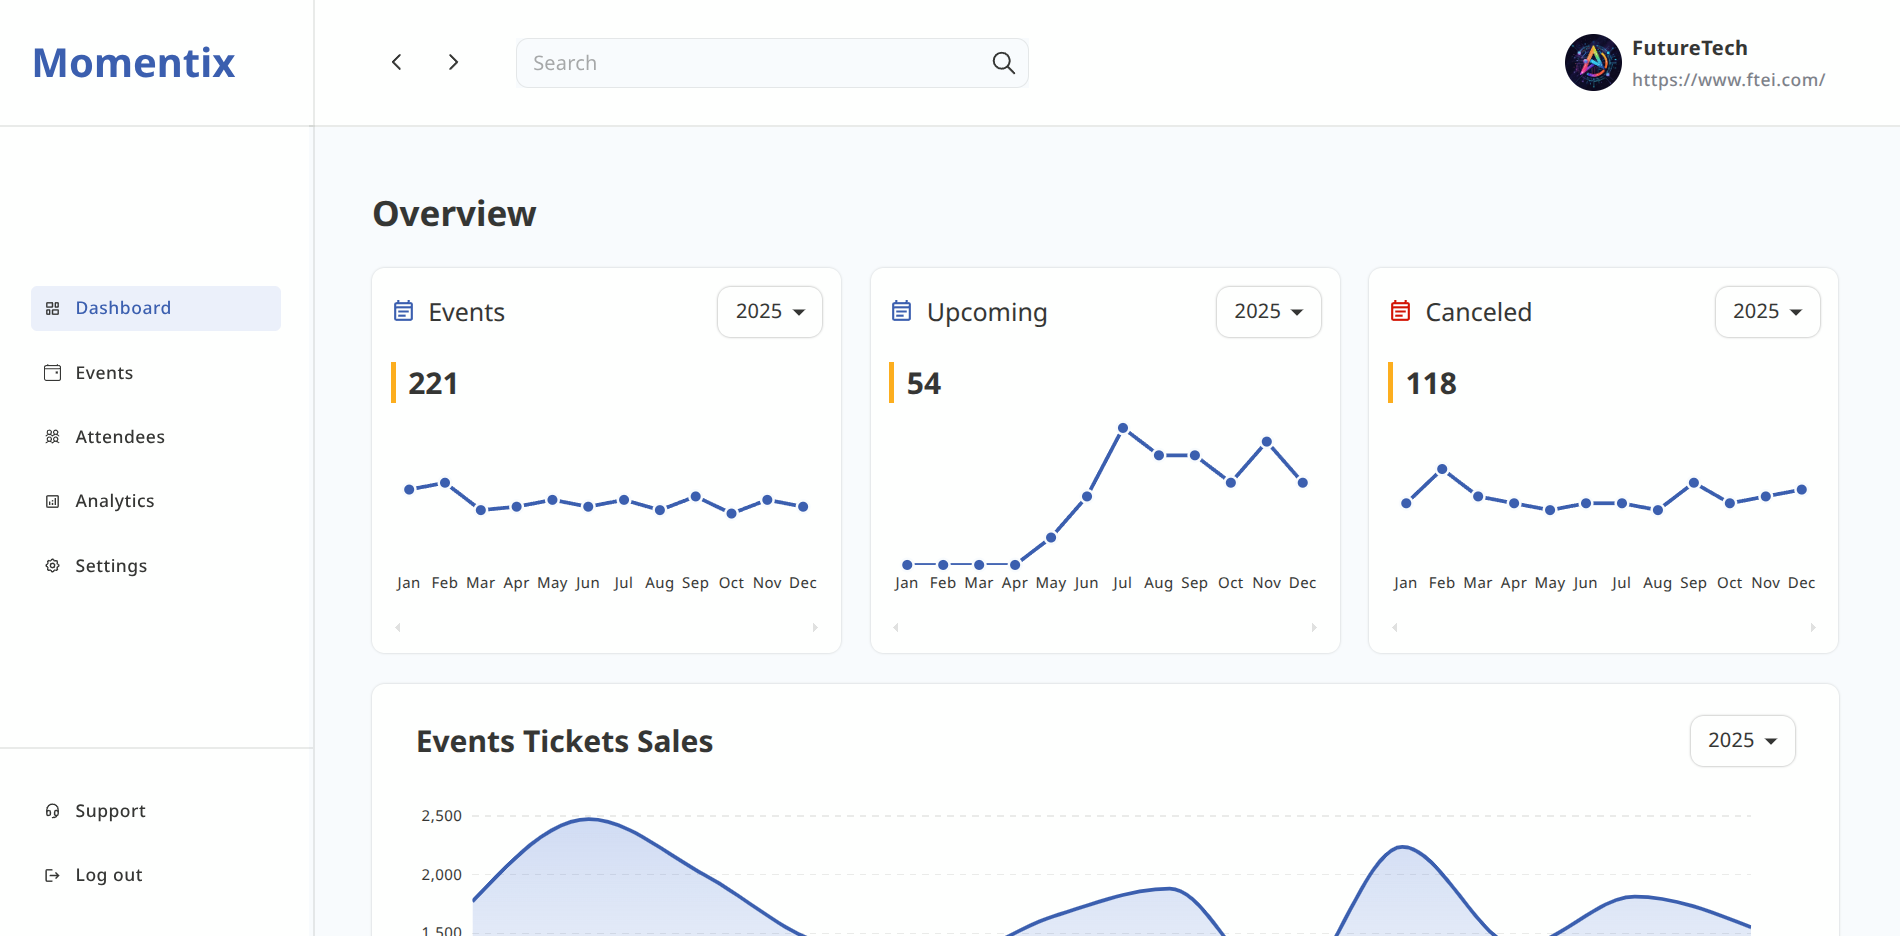 Momentix
Search
FutureTech
https://www.ftei.com/
Dashboard
Events
Attendees
Analytics
Settings
Support
Log out
Overview
Events
2025
221
Jan Feb Mar Apr May Jun Jul Aug Sep Oct Nov Dec
Upcoming
2025
54
Jan Feb Mar Apr May Jun Jul Aug Sep Oct Nov Dec
Canceled
2025
118
Jan Feb Mar Apr May Jun Jul Aug Sep Oct Nov Dec
Events Tickets Sales
2025
2,500
2,000
1,500